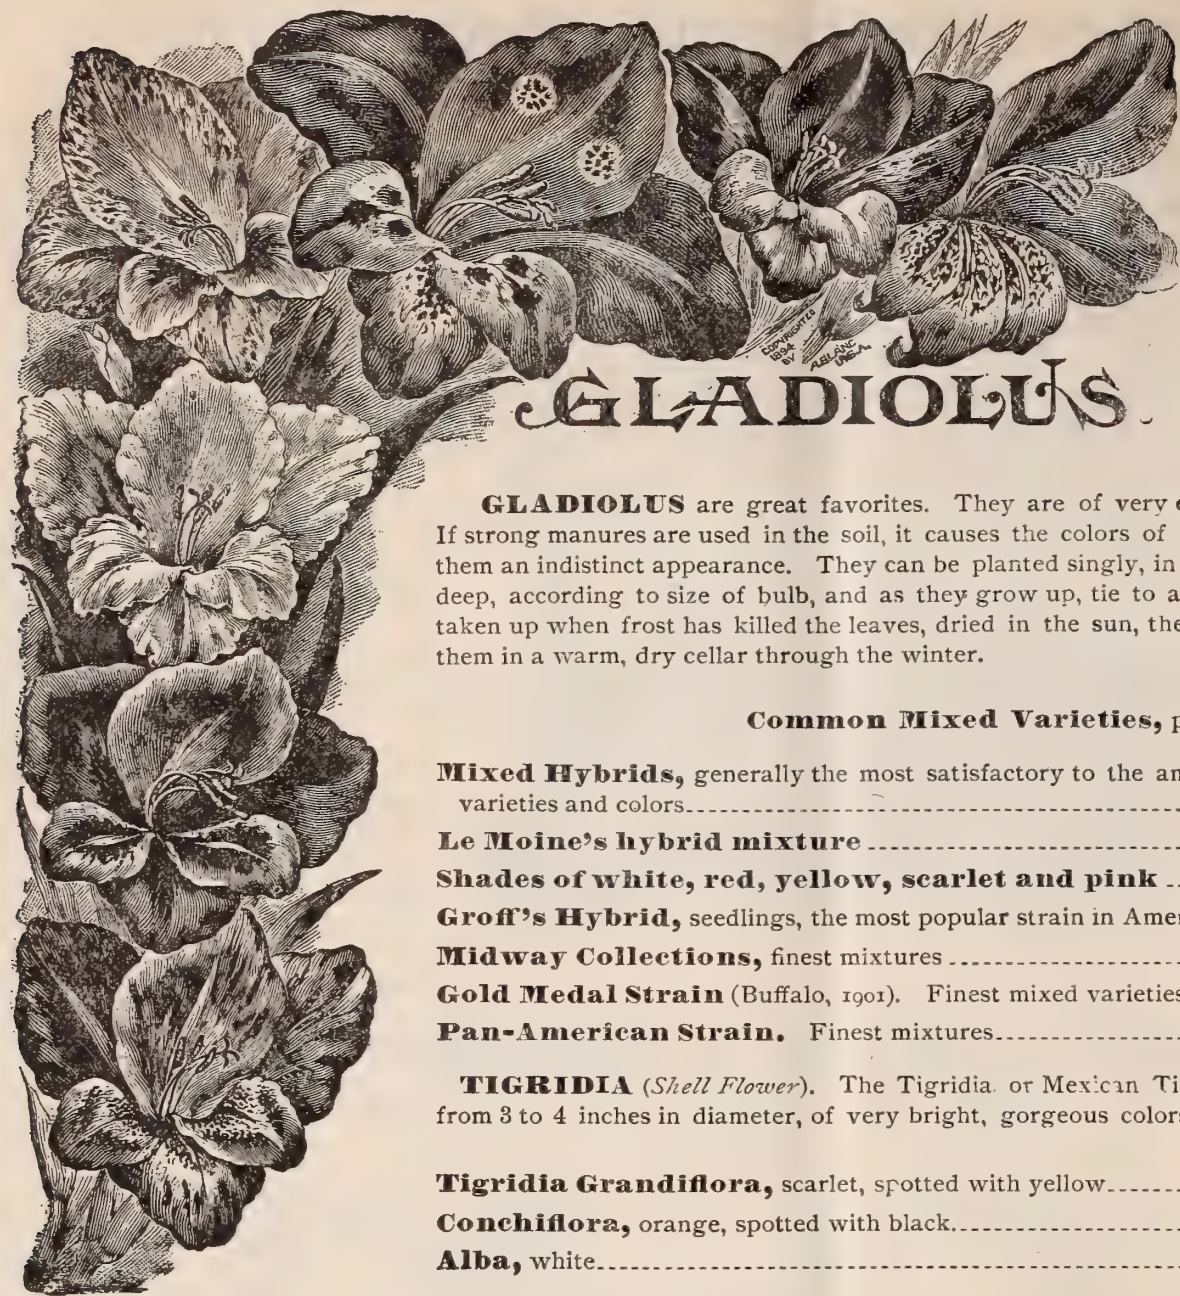 COPYRIGHTED
1894
BY
A. BLANC
GLADIOLUS
GLADIOLUS are great favorites. They are of very
If strong manures are used in the soil, it causes the colors of
them an indistinct appearance. They can be planted singly, in
deep, according to size of bulb, and as they grow up, tie to a
taken up when frost has killed the leaves, dried in the sun, the
them in a warm, dry cellar through the winter.
Common Mixed Varieties, p
Mixed Hybrids, generally the most satisfactory to the am
varieties and colors
Le Moine's hybrid mixture
Shades of white, red, yellow, scarlet and pink
Groff's Hybrid, seedlings, the most popular strain in Amer
Midway Collections, finest mixtures
Gold Medal Strain (Buffalo, 1901). Finest mixed varieties
Pan-American Strain. Finest mixtures
TIGRIDIA (Shell Flower). The Tigridia or Mexican Ti
from 3 to 4 inches in diameter, of very bright, gorgeous colors
Tigridia Grandiflora, scarlet, spotted with yellow
Conchiflora, orange, spotted with black
Alba, white